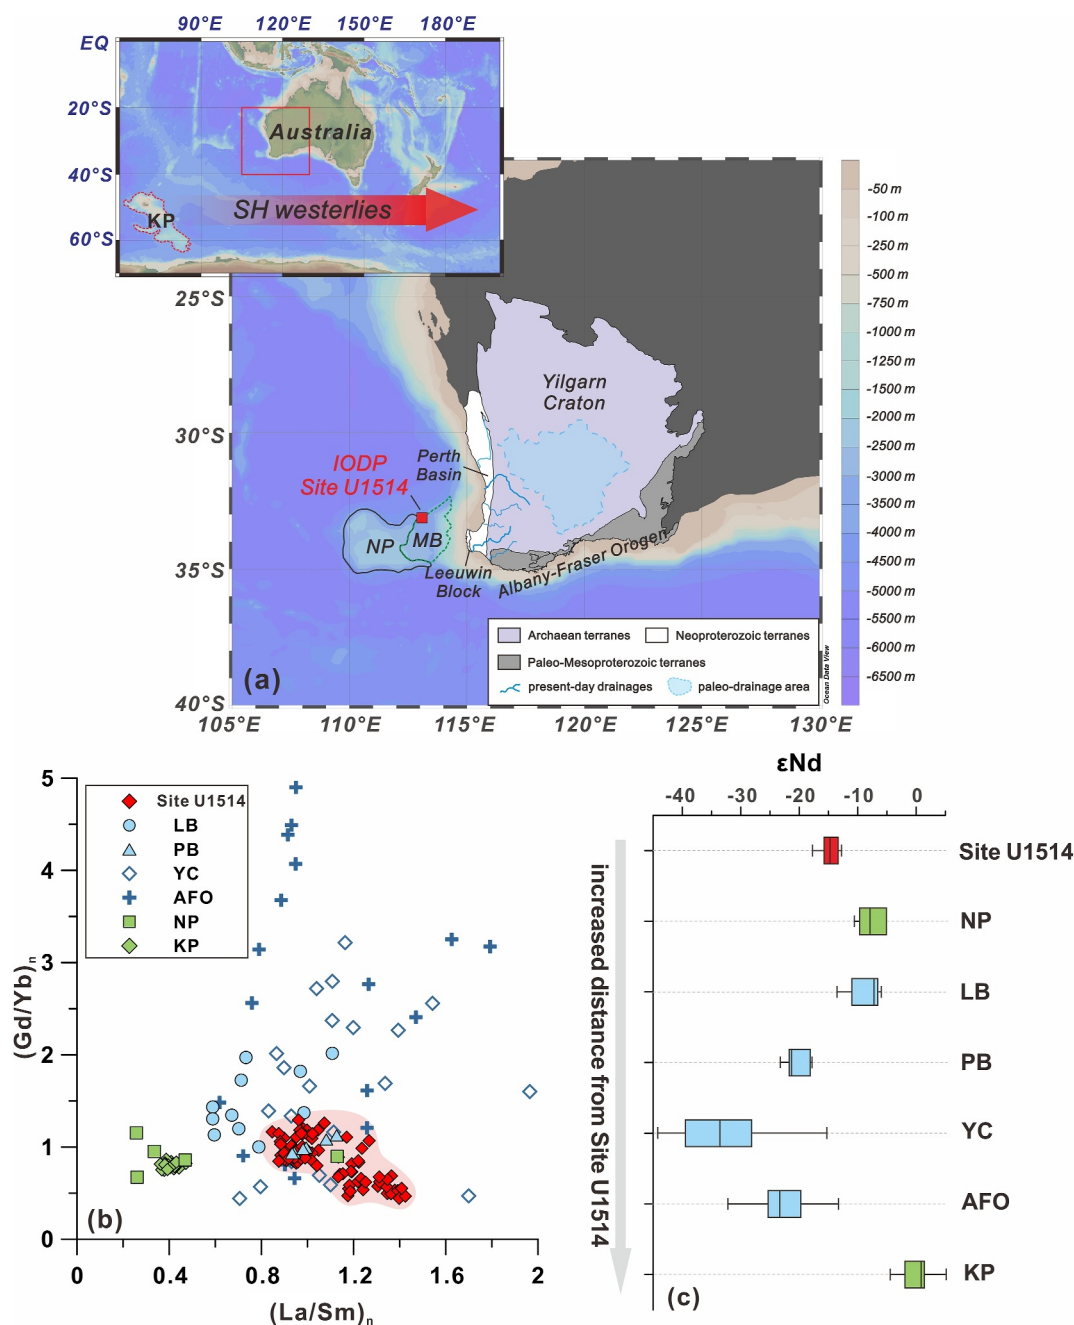 90°E 120°E 150°E 180°E
EQ
20°S
40°S
60°S
Australia
KP
SH westerlies
-50 m
-100 m
-250 m
-500 m
-750 m
-1000 m
-1250 m
-1500 m
-2000 m
-2500 m
-3000 m
-3500 m
-4000 m
-4500 m
-5000 m
-5500 m
-6000 m
-6500 m
25°S
30°S
35°S
40°S
Yilgarn
Craton
Perth
Basin
IODP
Site U1514
NP
MB
Leeuwin
Block
Albany-Fraser Orogen
Archaean terranes
Neoproterozoic terranes
Paleo-Mesoproterozoic terranes
present-day drainages
paleo-drainage area
Ocean Data View
(a)
105°E 110°E 115°E 120°E 125°E 130°E
5
4
3
2
1
0
(Gd/Yb)n
Site U1514
LB
PB
YC
AFO
NP
KP
(b)
0 0.4 0.8 1.2 1.6 2
(La/Sm)n
εNd
-40 -30 -20 -10 0
increased distance from Site U1514
Site U1514
NP
LB
PB
YC
AFO
KP
(c)